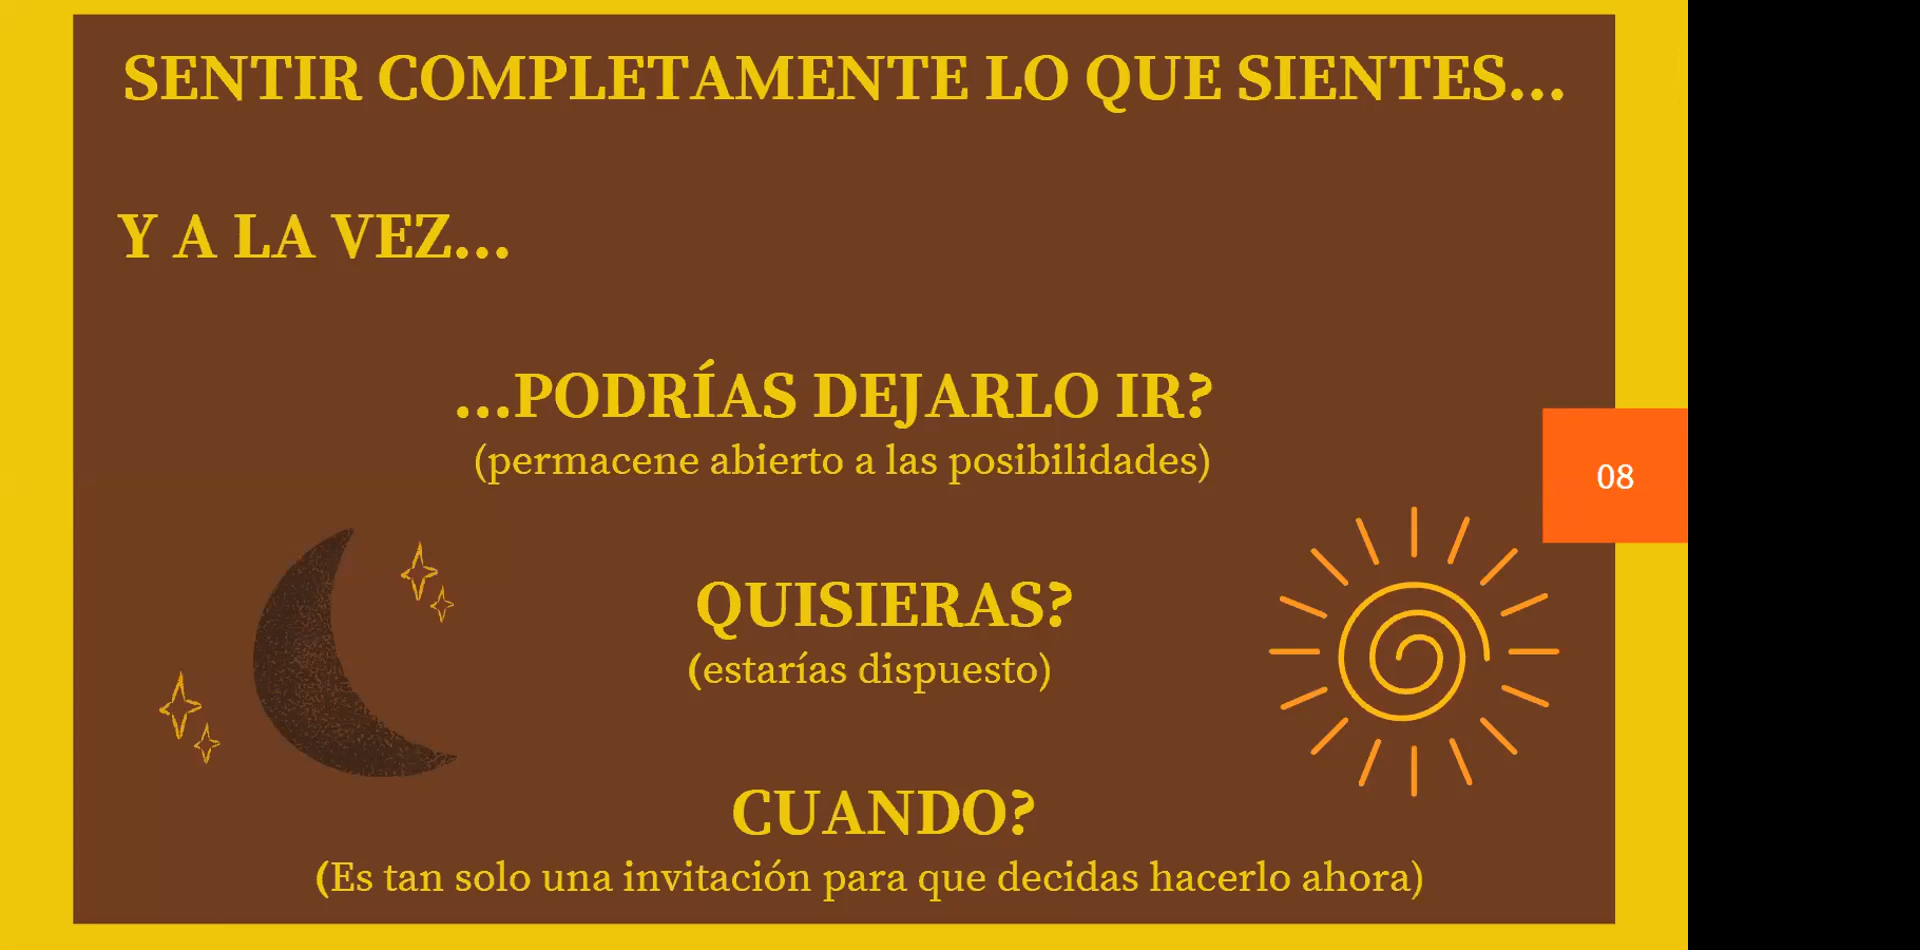 SENTIR COMPLETAMENTE LO QUE SIENTES...
Y A LA VEZ...
...PODRÍAS DEJARLO IR?
(permacene abierto a las posibilidades)
08
QUISIERAS?
(estarías dispuesto)
CUANDO?
(Es tan solo una invitación para que decidas hacerlo ahora)